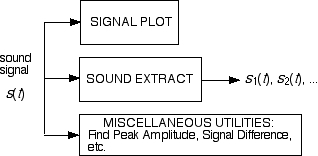 SIGNAL PLOT
sound
signal
s(t)
SOUND EXTRACT
s₁(t), s₂(t), ...
MISCELLANEOUS UTILITIES:
Find Peak Amplitude, Signal Difference,
etc.